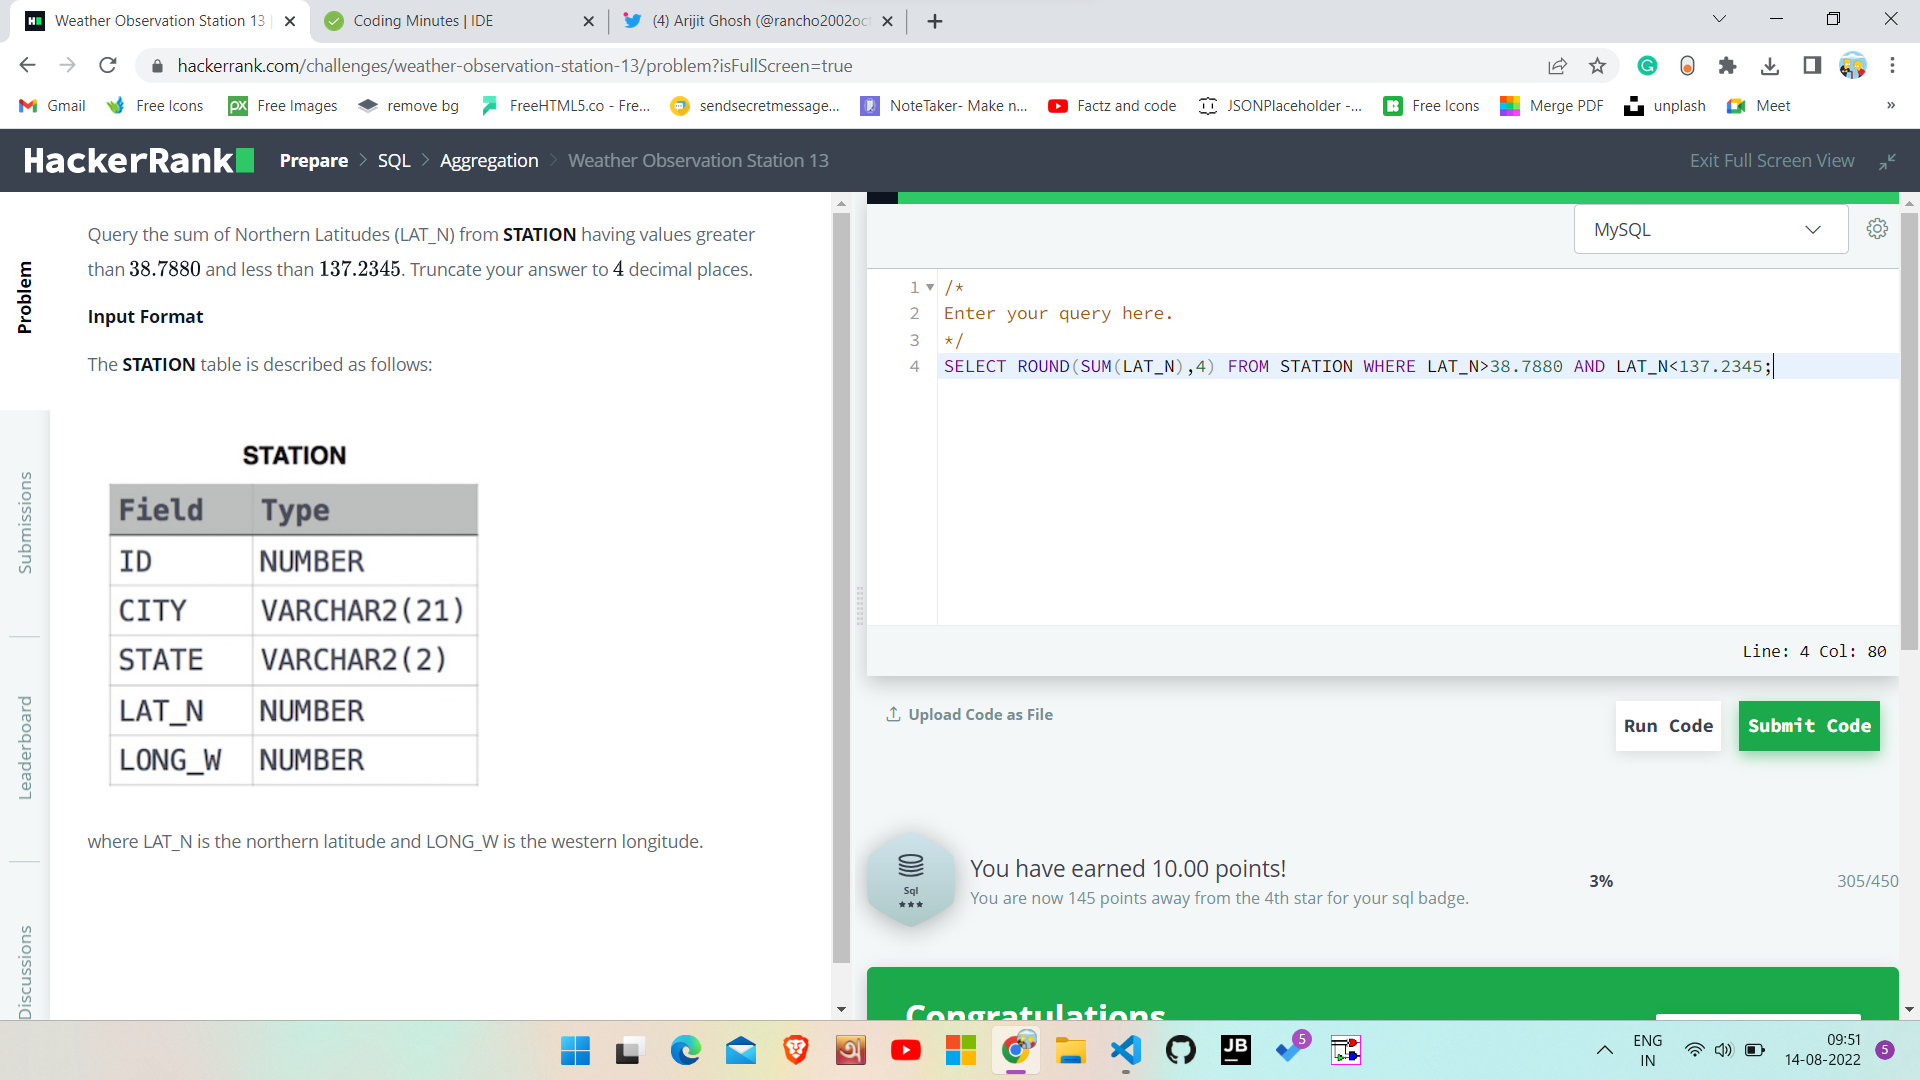 Weather Observation Station 13 |
Coding Minutes | IDE
(4) Arijit Ghosh (@rancho2002oct
hackerrank.com/challenges/weather-observation-station-13/problem?isFullScreen=true
Gmail
Free Icons
Free Images
remove bg
FreeHTML5.co - Fre...
sendsecretmessage...
NoteTaker- Make n...
Factz and code
JSONPlaceholder -...
Free Icons
Merge PDF
unplash
Meet
»
HackerRank
Prepare > SQL > Aggregation > Weather Observation Station 13
Exit Full Screen View
Problem
Submissions
Leaderboard
Discussions
Query the sum of Northern Latitudes (LAT_N) from STATION having values greater
than 38.7880 and less than 137.2345. Truncate your answer to 4 decimal places.
Input Format
The STATION table is described as follows:
STATION
Field Type
ID NUMBER
CITY VARCHAR2(21)
STATE VARCHAR2(2)
LAT_N NUMBER
LONG_W NUMBER
where LAT_N is the northern latitude and LONG_W is the western longitude.
MySQL
1 /*
2 Enter your query here.
3 */
4 SELECT ROUND(SUM(LAT_N),4) FROM STATION WHERE LAT_N>38.7880 AND LAT_N<137.2345;
Line: 4 Col: 80
Upload Code as File
Run Code
Submit Code
Sql
You have earned 10.00 points!
You are now 145 points away from the 4th star for your sql badge.
3%
305/450
Congratulations
JB
5
ENG
IN
09:51
14-08-2022
5